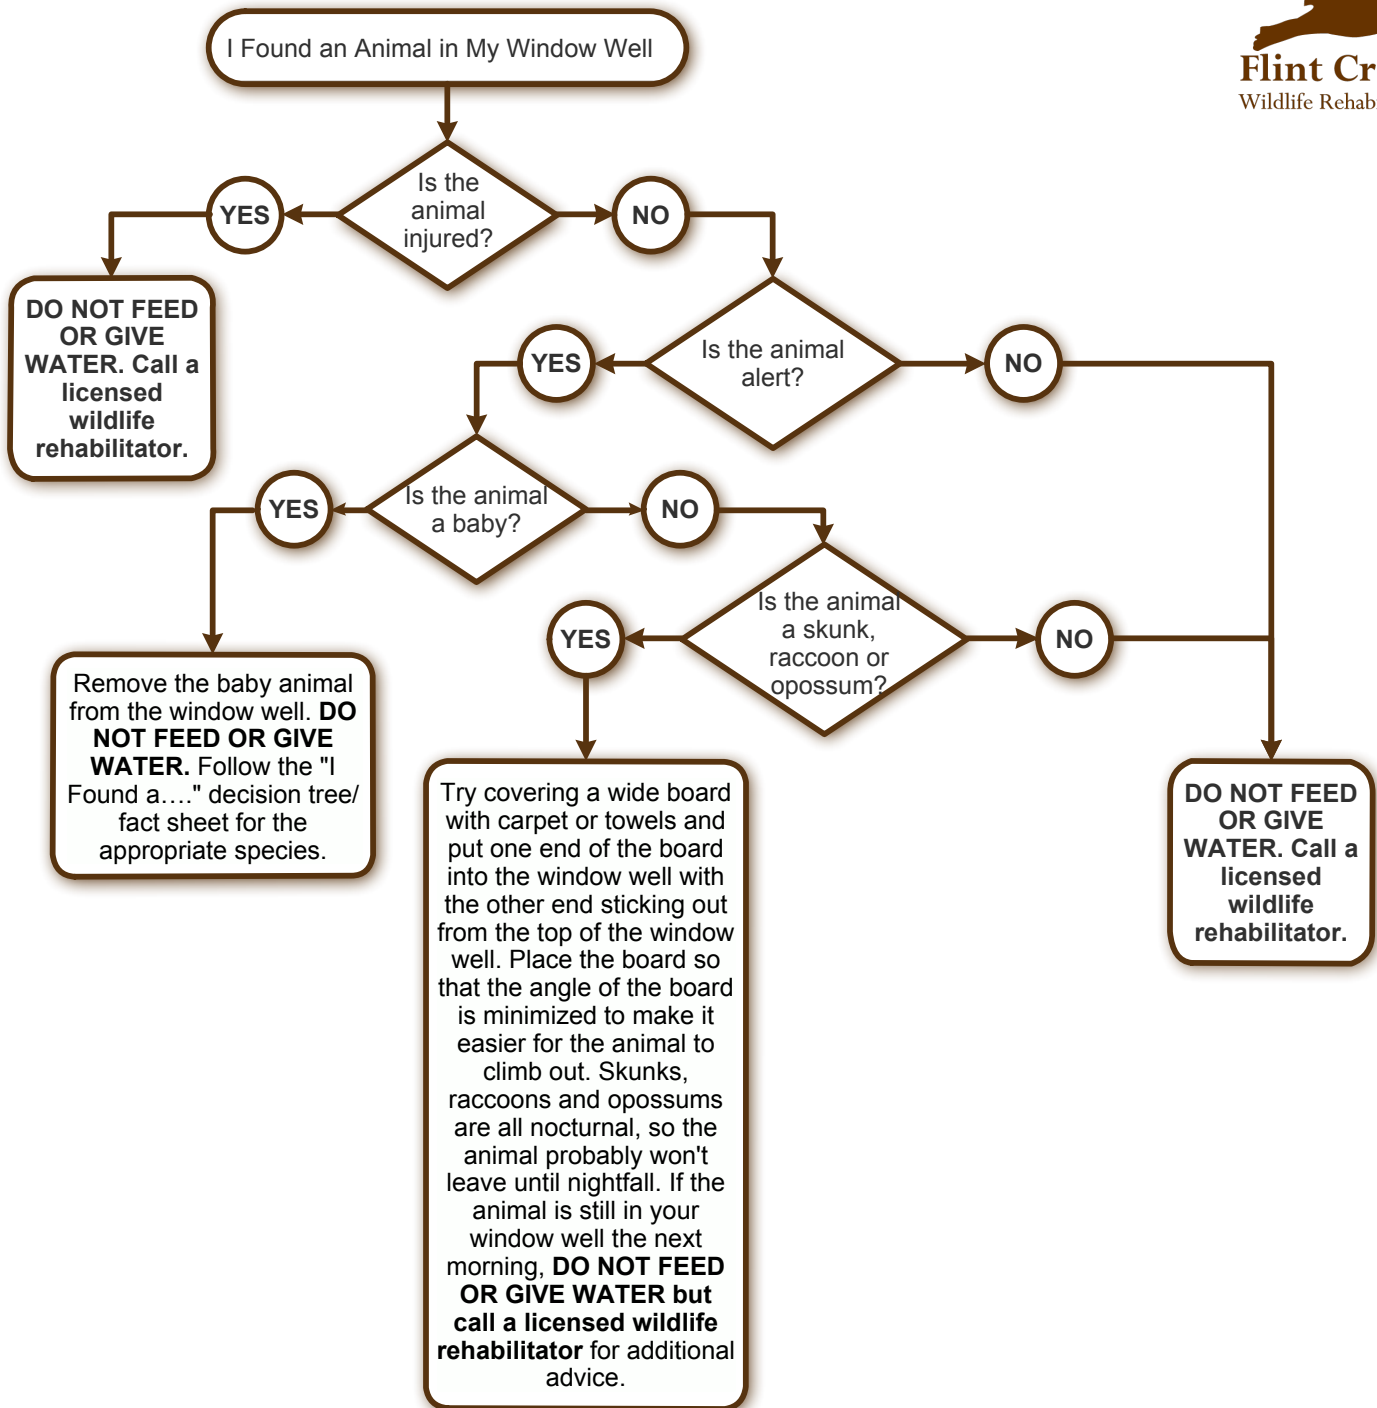 I Found an Animal in My Window Well
Flint Cr
Wildlife Rehab
Is the
animal
injured?
YES
NO
DO NOT FEED
OR GIVE
WATER. Call a
licensed
wildlife
rehabilitator.
Is the animal
alert?
YES
NO
Is the animal
a baby?
YES
NO
Is the animal
a skunk,
raccoon or
opossum?
YES
NO
Remove the baby animal
from the window well. DO
NOT FEED OR GIVE
WATER. Follow the "I
Found a…." decision tree/
fact sheet for the
appropriate species.
Try covering a wide board
with carpet or towels and
put one end of the board
into the window well with
the other end sticking out
from the top of the window
well. Place the board so
that the angle of the board
is minimized to make it
easier for the animal to
climb out. Skunks,
raccoons and opossums
are all nocturnal, so the
animal probably won't
leave until nightfall. If the
animal is still in your
window well the next
morning, DO NOT FEED
OR GIVE WATER but
call a licensed wildlife
rehabilitator for additional
advice.
DO NOT FEED
OR GIVE
WATER. Call a
licensed
wildlife
rehabilitator.